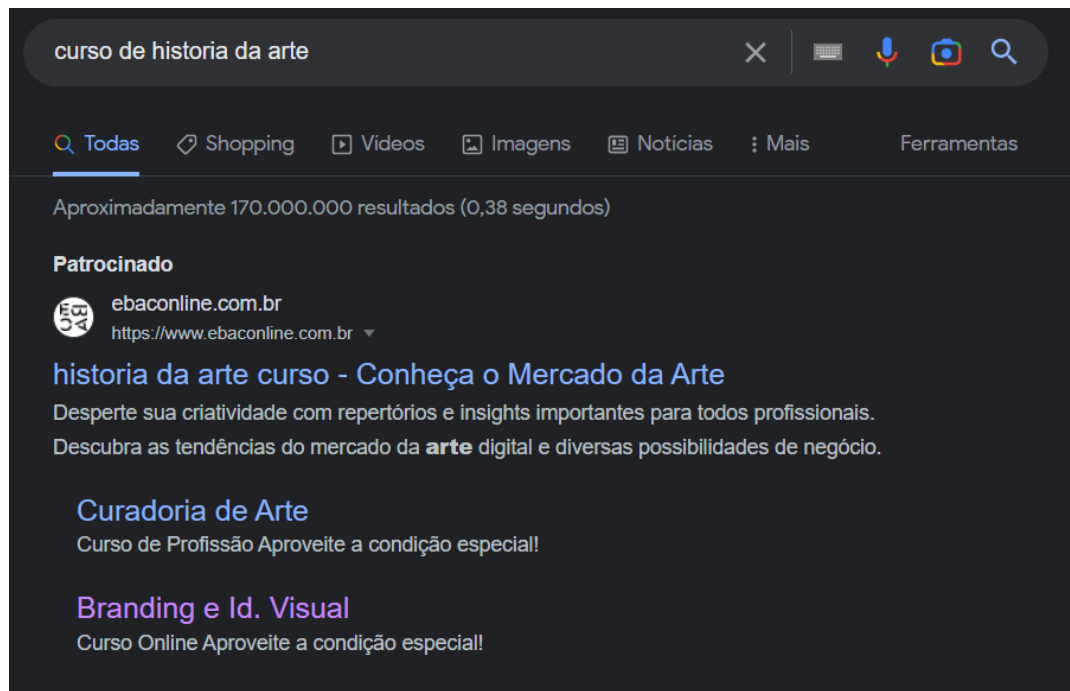 curso de historia da arte
Todas Shopping Vídeos Imagens Notícias Mais Ferramentas
Aproximadamente 170.000.000 resultados (0,38 segundos)
Patrocinado
ebaconline.com.br
https://www.ebaconline.com.br
historia da arte curso - Conheça o Mercado da Arte
Desperte sua criatividade com repertórios e insights importantes para todos profissionais.
Descubra as tendências do mercado da arte digital e diversas possibilidades de negócio.
Curadoria de Arte
Curso de Profissão Aproveite a condição especial!
Branding e Id. Visual
Curso Online Aproveite a condição especial!